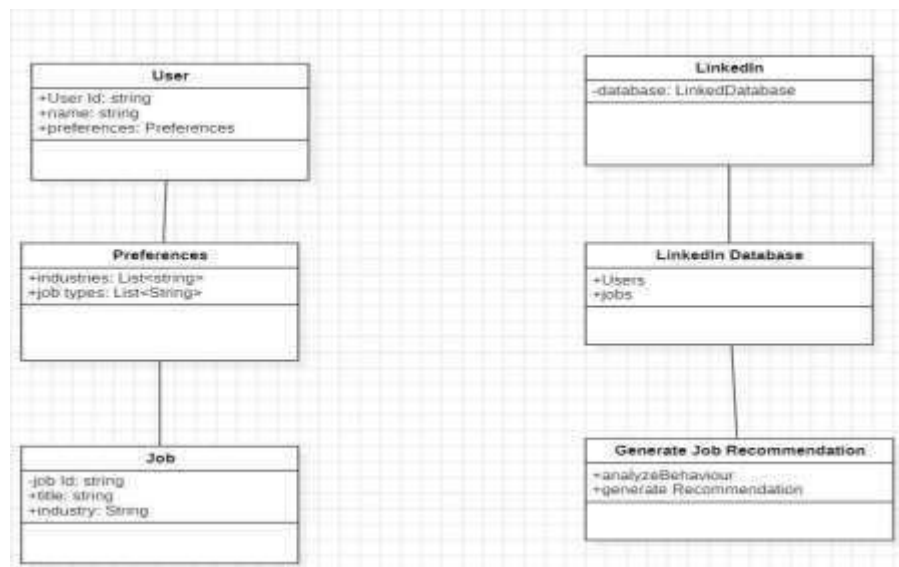 User
+User Id: string
+name: string
+preferences: Preferences
Preferences
+industries: List<string>
+job types: List<String>
Job
-job Id: string
+title: string
+industry: String
LinkedIn
-database: LinkedDatabase
LinkedIn Database
+Users
+jobs
Generate Job Recommendation
+analyzeBehaviour
+generate Recommendation